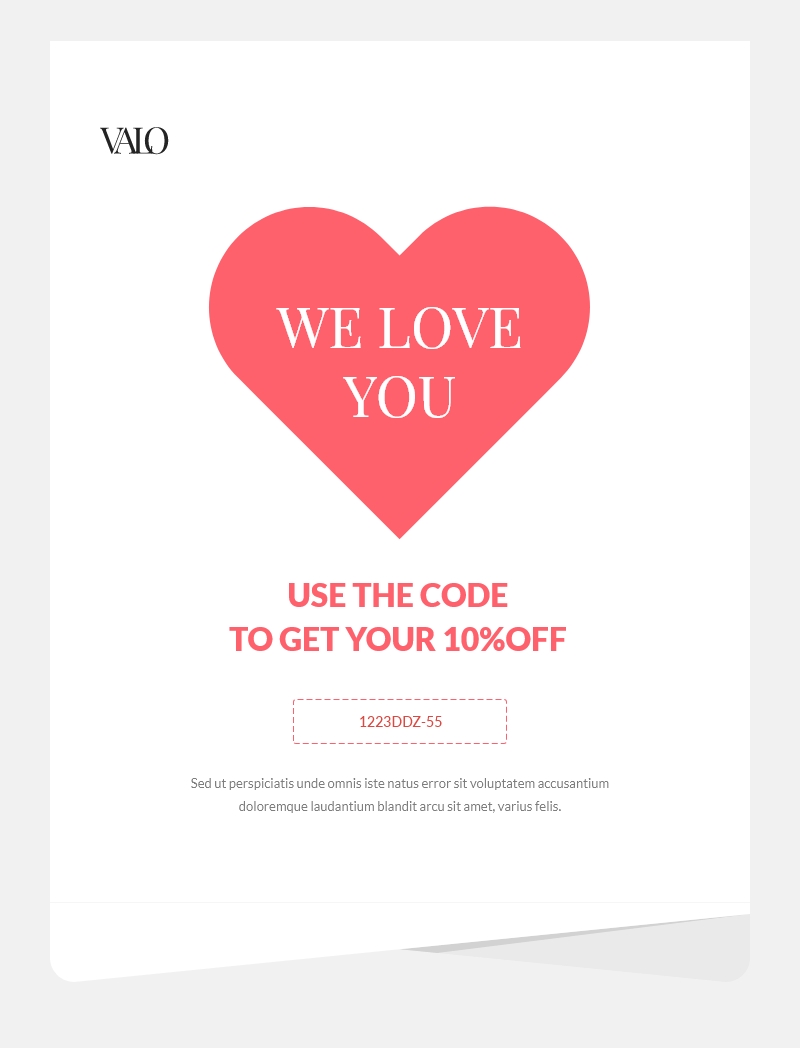 VALO
WE LOVE
YOU
USE THE CODE
TO GET YOUR 10%OFF
1223DDZ-55
Sed ut perspiciatis unde omnis iste natus error sit voluptatem accusantium
doloremque laudantium blandit arcu sit amet, varius felis.